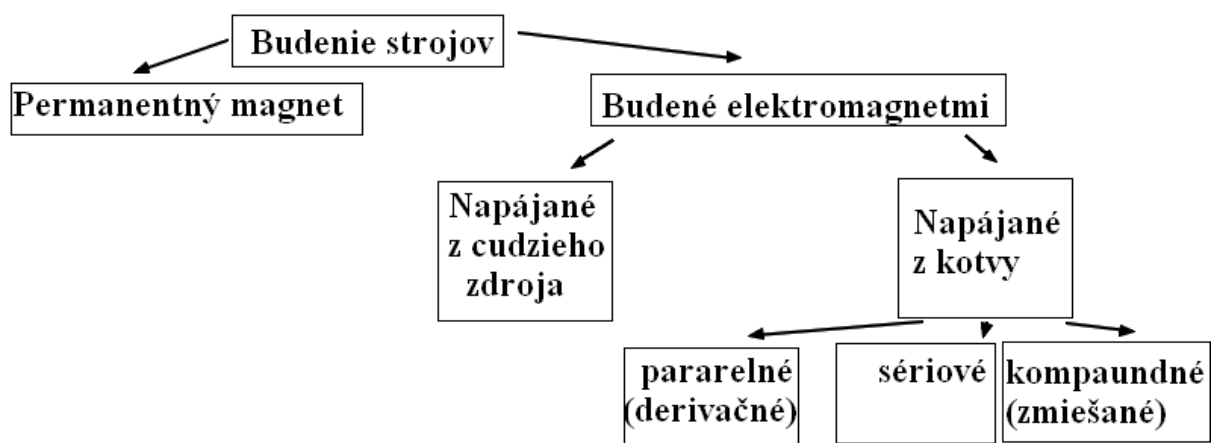 Budenie strojov
Permanentný magnet
Budené elektromagnetmi
Napájané
z cudzieho
zdroja
Napájané
z kotvy
pararelné
(derivačné)
sériové
kompaundné
(zmiešané)